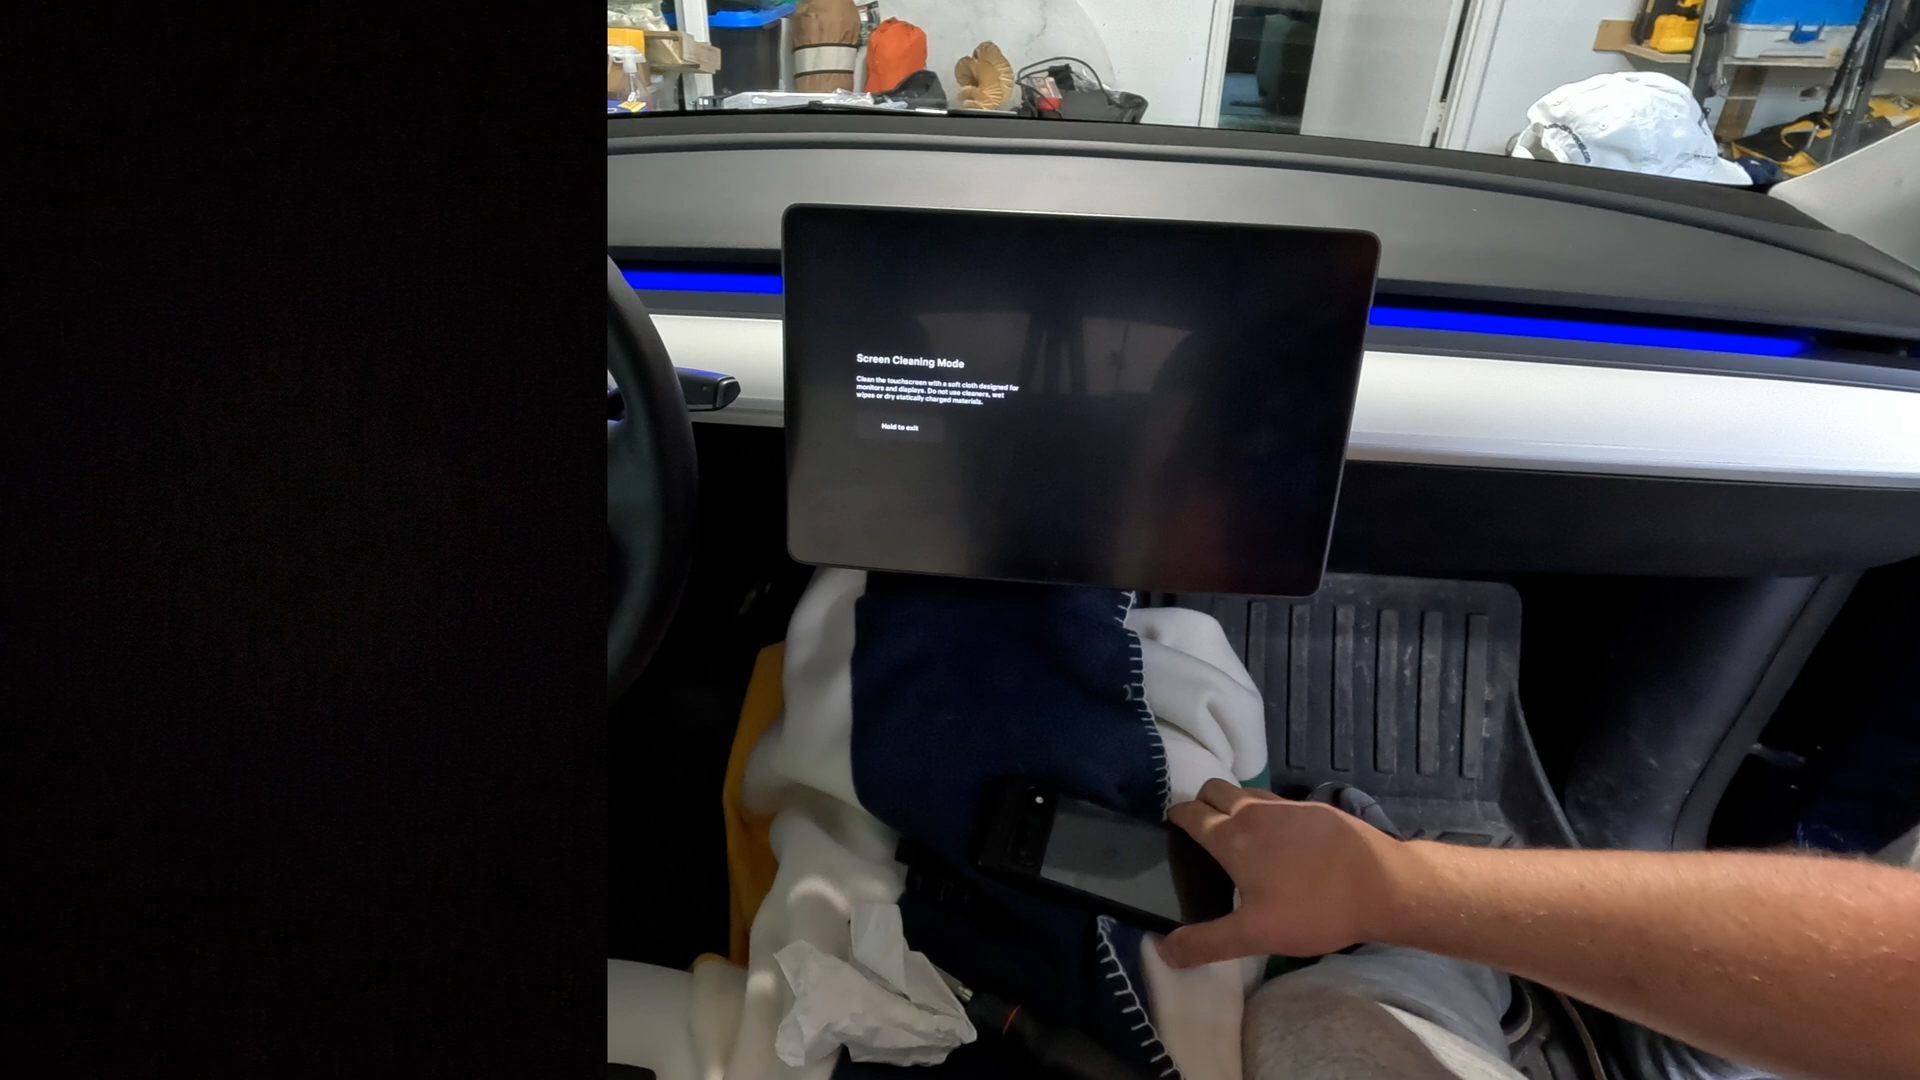 Screen Cleaning Mode
Clean the touchscreen with a soft cloth designed for
monitors and displays. Do not use cleaners, wet
wipes or dry statically charged materials.
Hold to exit